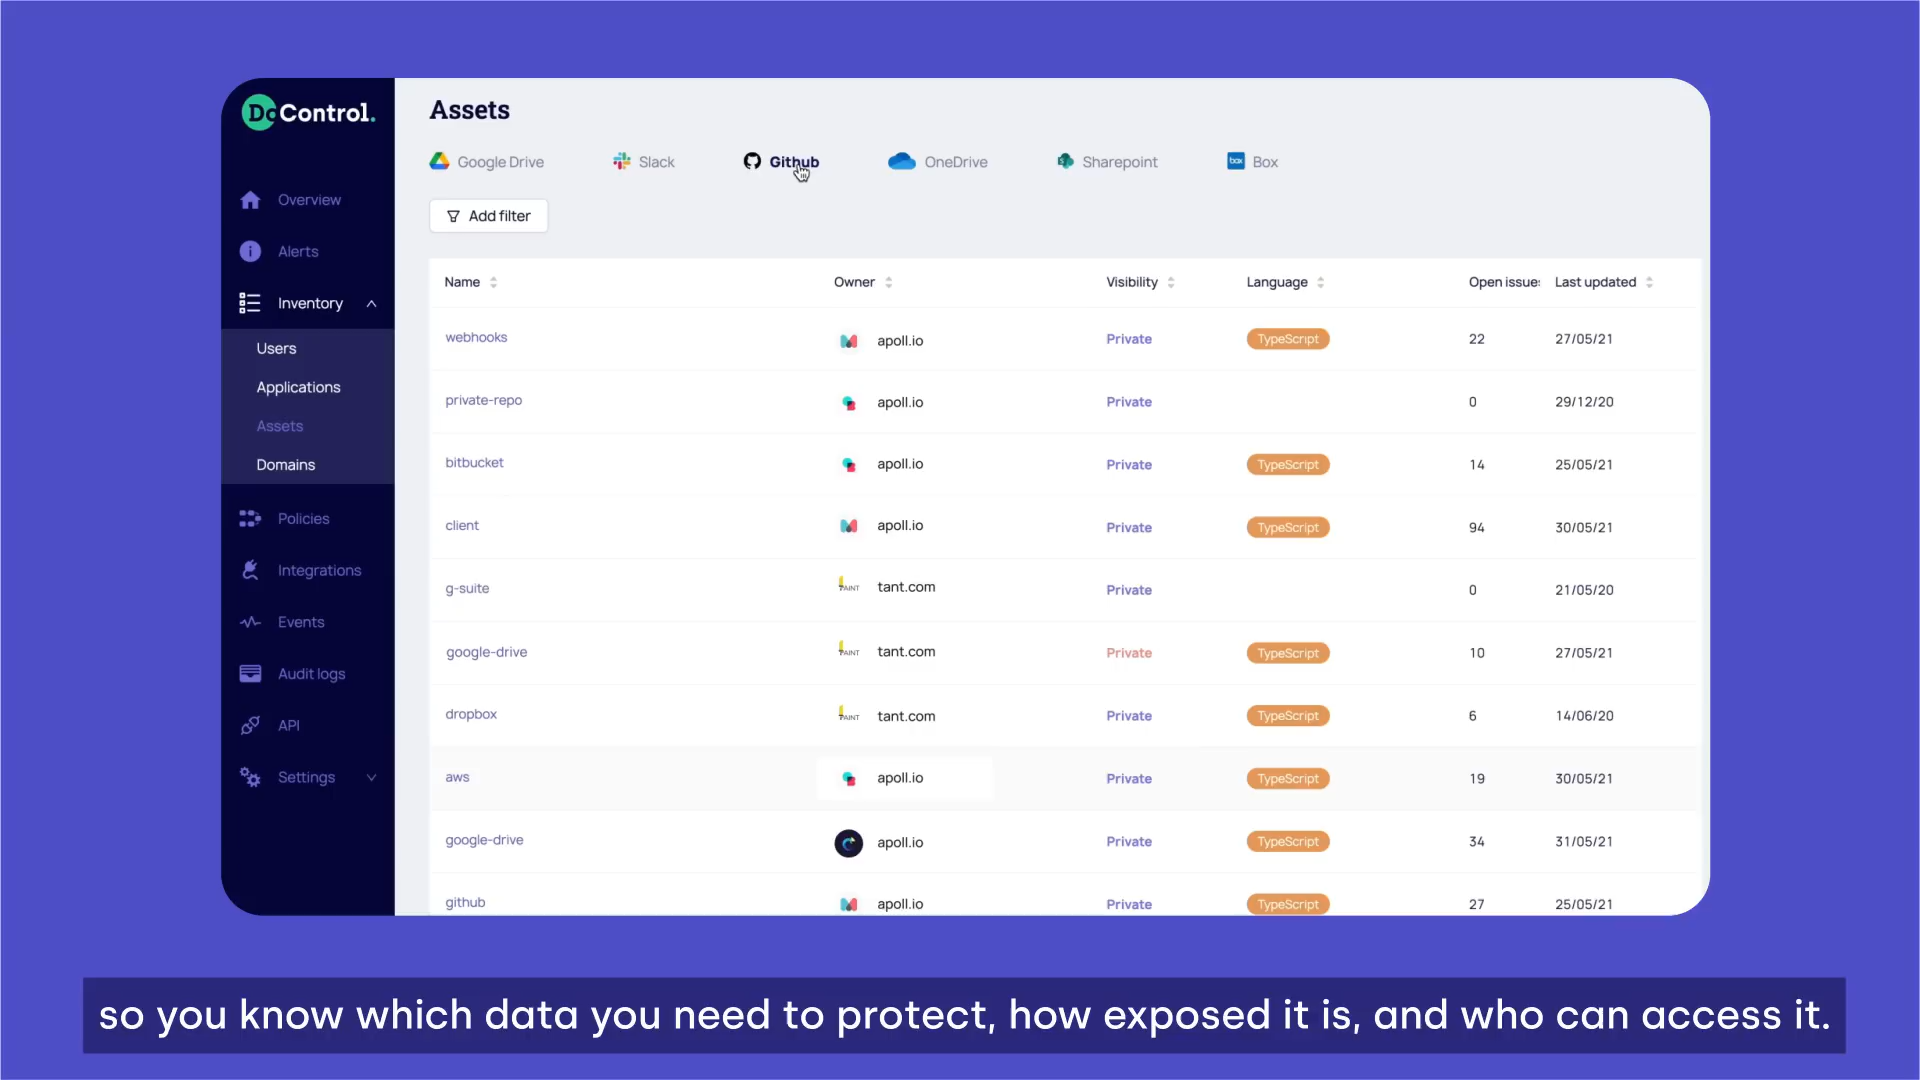 DoControl.
Overview
Alerts
Inventory
Users
Applications
Assets
Domains
Policies
Integrations
Events
Audit logs
API
Settings
Assets
Google Drive Slack Github OneDrive Sharepoint Box
Add filter
Name Owner Visibility Language Open issue: Last updated
webhooks apoll.io Private TypeScript 22 27/05/21
private-repo apoll.io Private 0 29/12/20
bitbucket apoll.io Private TypeScript 14 25/05/21
client apoll.io Private TypeScript 94 30/05/21
g-suite PAINT tant.com Private 0 21/05/20
google-drive PAINT tant.com Private TypeScript 10 27/05/21
dropbox PAINT tant.com Private TypeScript 6 14/06/20
aws apoll.io Private TypeScript 19 30/05/21
google-drive apoll.io Private TypeScript 34 31/05/21
github apoll.io Private TypeScript 27 25/05/21
so you know which data you need to protect, how exposed it is, and who can access it.